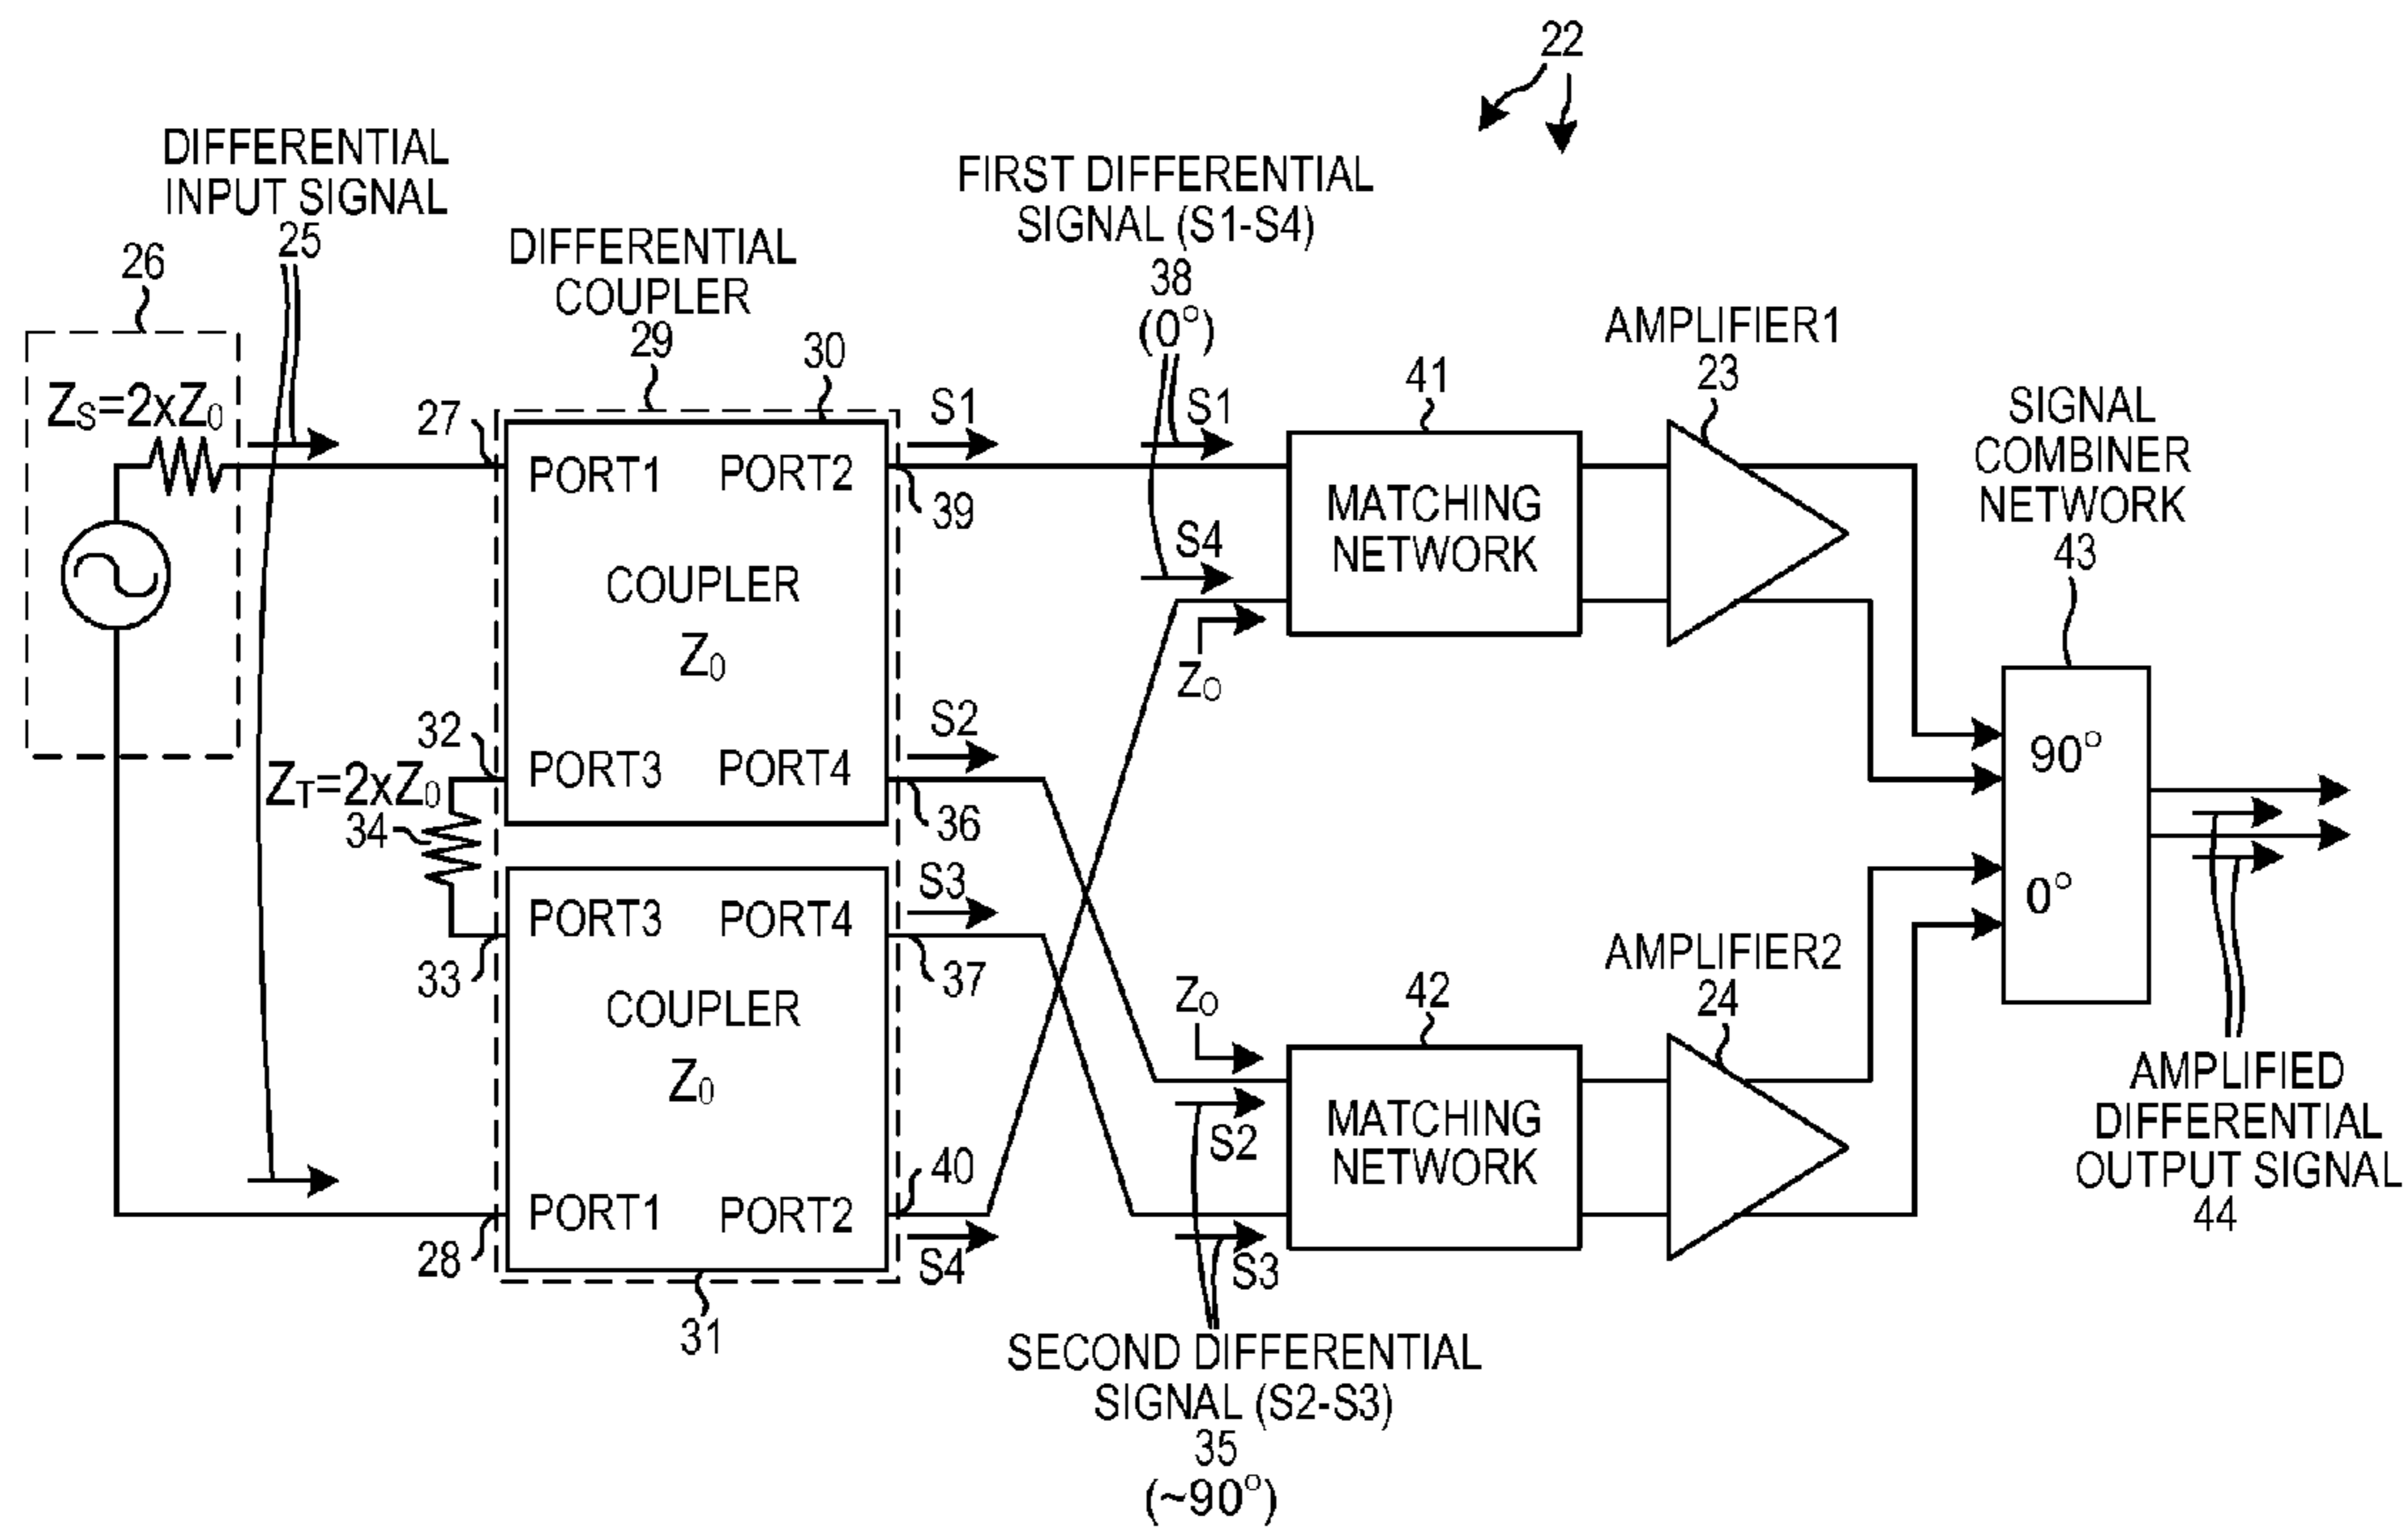 22
DIFFERENTIAL
INPUT SIGNAL
25
26
ZS=2xZ0
DIFFERENTIAL
COUPLER
29
30
27
PORT1 PORT2
39
COUPLER
Z0
S1
FIRST DIFFERENTIAL
SIGNAL (S1-S4)
38
(0°)
S1
S4
ZO
41
MATCHING
NETWORK
AMPLIFIER1
23
SIGNAL
COMBINER
NETWORK
43
90°
0°
32
PORT3 PORT4
S2
36
ZT=2xZ0
34
S3
PORT3 PORT4
33
37
COUPLER
Z0
PORT1 PORT2
28
40
S4
31
ZO
S2
S3
42
MATCHING
NETWORK
AMPLIFIER2
24
SECOND DIFFERENTIAL
SIGNAL (S2-S3)
35
(~90°)
AMPLIFIED
DIFFERENTIAL
OUTPUT SIGNAL
44